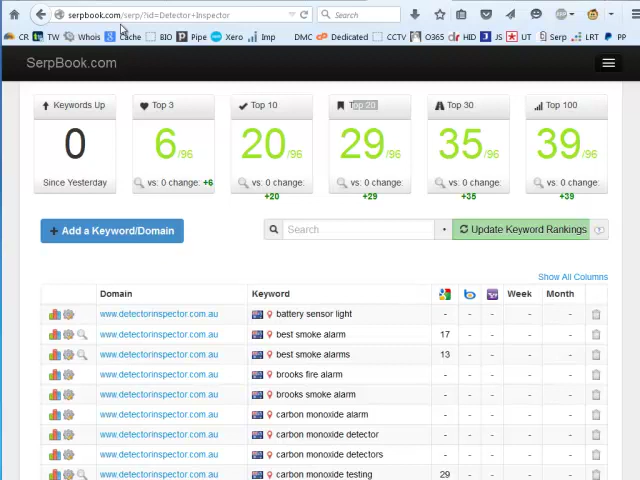 serpbook.com/serp/?id=Detector+Inspector
Search
CR TW Whois Cache BIO Pipe Xero Imp DMC Dedicated CCTV O365 HID JS UT Serp LRT PP
SerpBook.com
Keywords Up Top 3 Top 10 Top 20 Top 30 Top 100
0 6/96 20/96 29/96 35/96 39/96
Since Yesterday vs: 0 change: +6 vs: 0 change: +20 vs: 0 change: +29 vs: 0 change: +35 vs: 0 change: +39
+ Add a Keyword/Domain Search Update Keyword Rankings
Show All Columns
Domain Keyword Week Month
www.detectorinspector.com.au battery sensor light - - - - -
www.detectorinspector.com.au best smoke alarm 17 - - - -
www.detectorinspector.com.au best smoke alarms 13 - - - -
www.detectorinspector.com.au brooks fire alarm - - - - -
www.detectorinspector.com.au brooks smoke alarm - - - - -
www.detectorinspector.com.au carbon monoxide alarm - - - - -
www.detectorinspector.com.au carbon monoxide detector - - - - -
www.detectorinspector.com.au carbon monoxide detectors - - - - -
www.detectorinspector.com.au carbon monoxide testing 29 - - - -